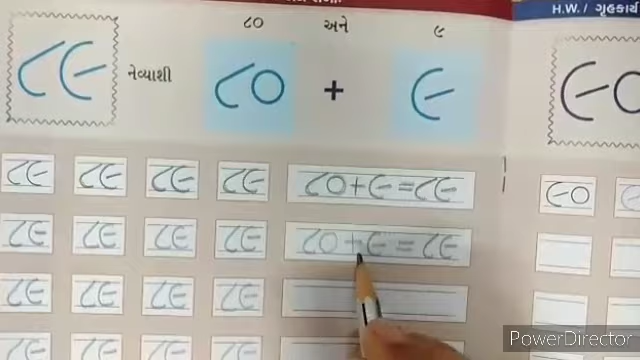 H.W. / ગૃહકાર્ય
૮૦ અને ૯
૮૯ નેવ્યાશી ૮૦ + ૯
૯૦
૮૯ ૮૯ ૮૯ ૮૯ ૮૦+૯=૮૯
૯૦
૮૯ ૮૯ ૮૯ ૮૯ ૮૦+૯=૮૯
૮૯ ૮૯ ૮૯ ૮૯
૮૯ ૮૯ ૮૯
PowerDirector